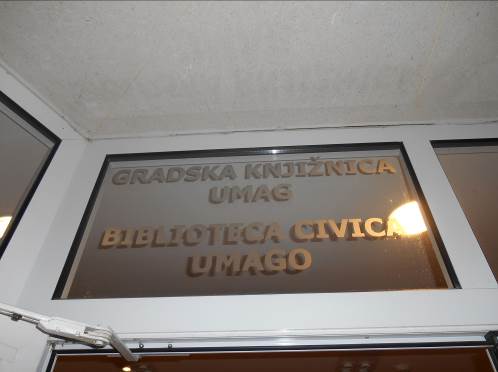 GRADSKA KNJIŽNICA
UMAG
BIBLIOTECA CIVICA
UMAGO